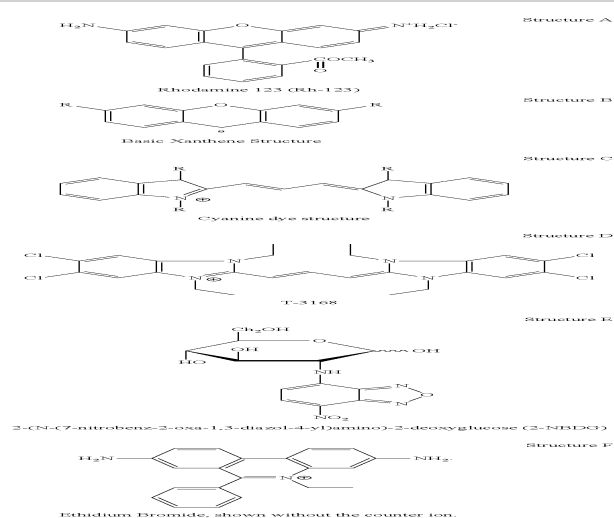 Structure A
H₂N O N⁺H₂Cl⁻
COCH₃
O
Rhodamine 123 (Rh-123)
Structure B
R O R
Basic Xanthene Structure
Structure C
R R
N ⊕ N
R R
Cyanine dye structure
Structure D
Cl N N Cl
Cl N ⊕ N Cl
T-3168
Structure E
Ch₂OH
O
OH OH
HO
NH
N
O
N
NO₂
2-(N-(7-nitrobenz-2-oxa-1,3-diazol-4-yl)amino)-2-deoxyglucose (2-NBDG)
Structure F
H₂N NH₂.
N ⊕
Ethidium Bromide, shown without the counter ion.